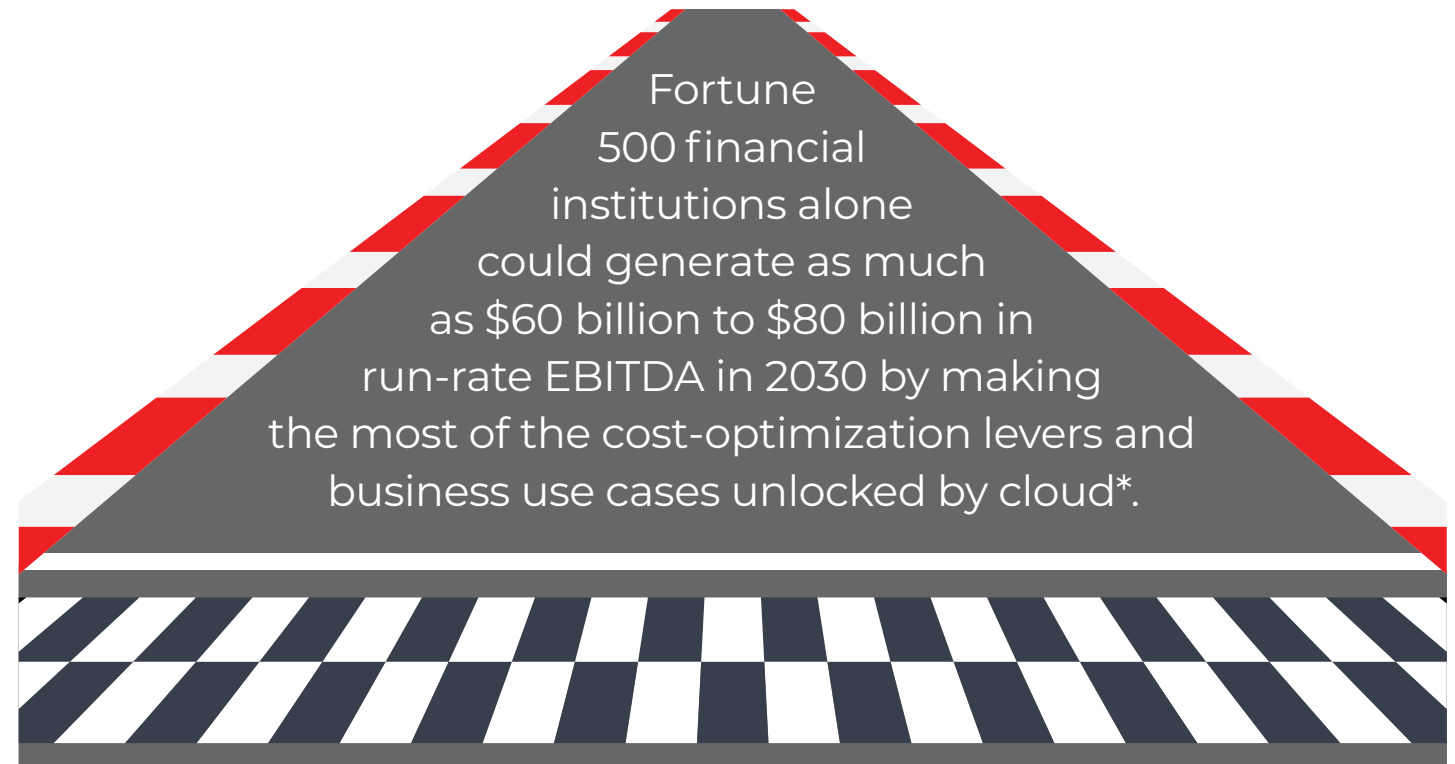 Fortune
500 financial
institutions alone
could generate as much
as $60 billion to $80 billion in
run-rate EBITDA in 2030 by making
the most of the cost-optimization levers and
business use cases unlocked by cloud*.